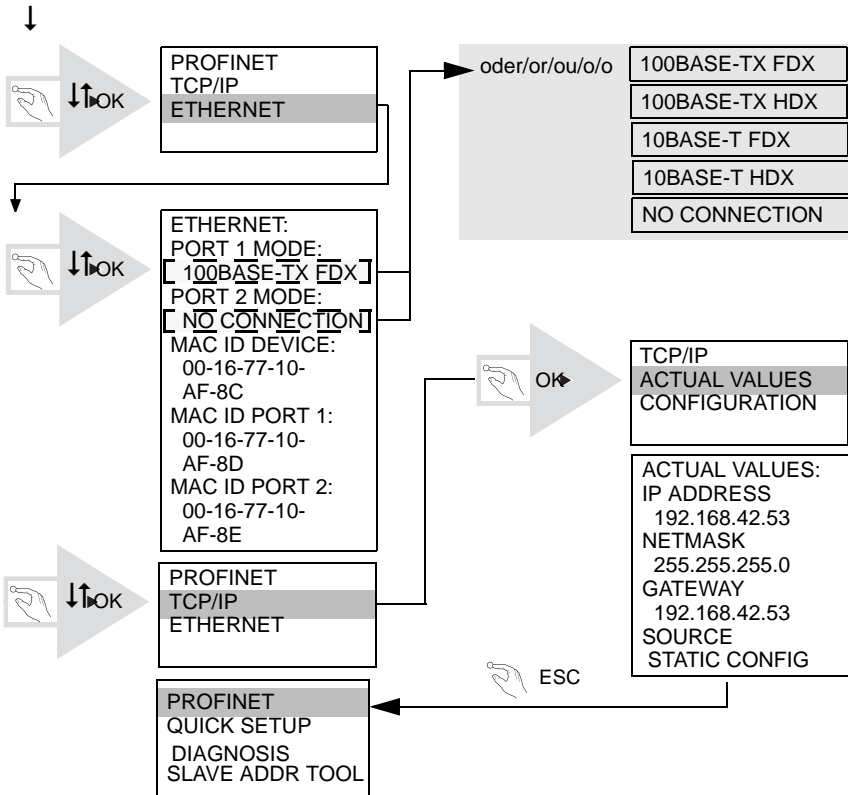 OK
PROFINET
TCP/IP
ETHERNET
oder/or/ou/o/o
100BASE-TX FDX
100BASE-TX HDX
10BASE-T FDX
10BASE-T HDX
NO CONNECTION
OK
ETHERNET:
PORT 1 MODE:
[ 100BASE-TX FDX ]
PORT 2 MODE:
[ NO CONNECTION ]
MAC ID DEVICE:
00-16-77-10-
AF-8C
MAC ID PORT 1:
00-16-77-10-
AF-8D
MAC ID PORT 2:
00-16-77-10-
AF-8E
OK
PROFINET
TCP/IP
ETHERNET
OK
TCP/IP
ACTUAL VALUES
CONFIGURATION
ACTUAL VALUES:
IP ADDRESS
192.168.42.53
NETMASK
255.255.255.0
GATEWAY
192.168.42.53
SOURCE
STATIC CONFIG
ESC
PROFINET
QUICK SETUP
DIAGNOSIS
SLAVE ADDR TOOL